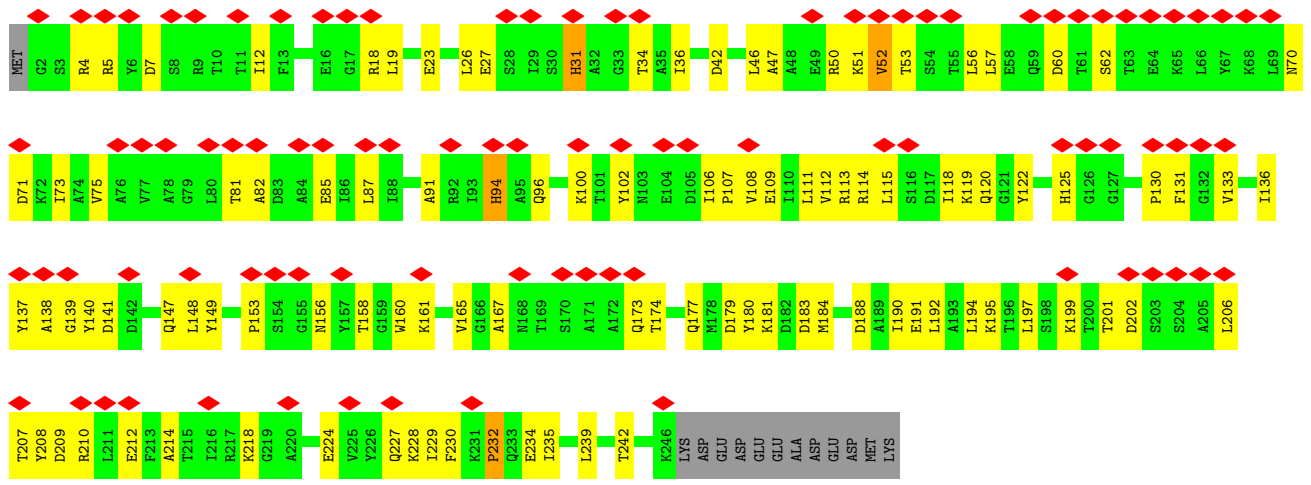 MET G2 S3 R4 R5 Y6 D7 S8 R9 T10 T11 I12 F13 E16 G17 R18 L19 E23 L26 E27 S28 I29 S30 H31 A32 G33 T34 A35 I36 D42 L46 A47 A48 E49 R50 K51 V52 T53 S54 T55 L56 L57 E58 Q59 D60 T61 S62 T63 E64 K65 L66 Y67 K68 L69 N70
D71 K72 I73 A74 V75 A76 V77 A78 G79 L80 T81 A82 D83 A84 E85 I86 L87 I88 A91 R92 I93 H94 A95 Q96 K100 T101 Y102 N103 E104 D105 I106 P107 V108 E109 I110 L111 V112 R113 R114 L115 S116 D117 I118 K119 Q120 G121 Y122 H125 G126 G127 P130 F131 G132 V133 I136
Y137 A138 G139 Y140 D141 D142 Q147 L148 Y149 P153 S154 G155 N156 Y157 T158 G159 W160 K161 V165 G166 A167 N168 T169 S170 A171 A172 Q173 T174 Q177 M178 D179 Y180 K181 D182 D183 M184 D188 A189 I190 E191 L192 A193 L194 K195 T196 L197 S198 K199 T200 T201 D202 S203 S204 A205 L206
T207 Y208 D209 R210 L211 E212 F213 A214 T215 I216 R217 K218 G219 A220 E224 V225 Y226 Q227 K228 I229 F230 K231 P232 Q233 E234 I235 L239 T242 K246 LYS ASP GLU ASP ASP GLU GLU ALA ASP GLU ASP MET LYS